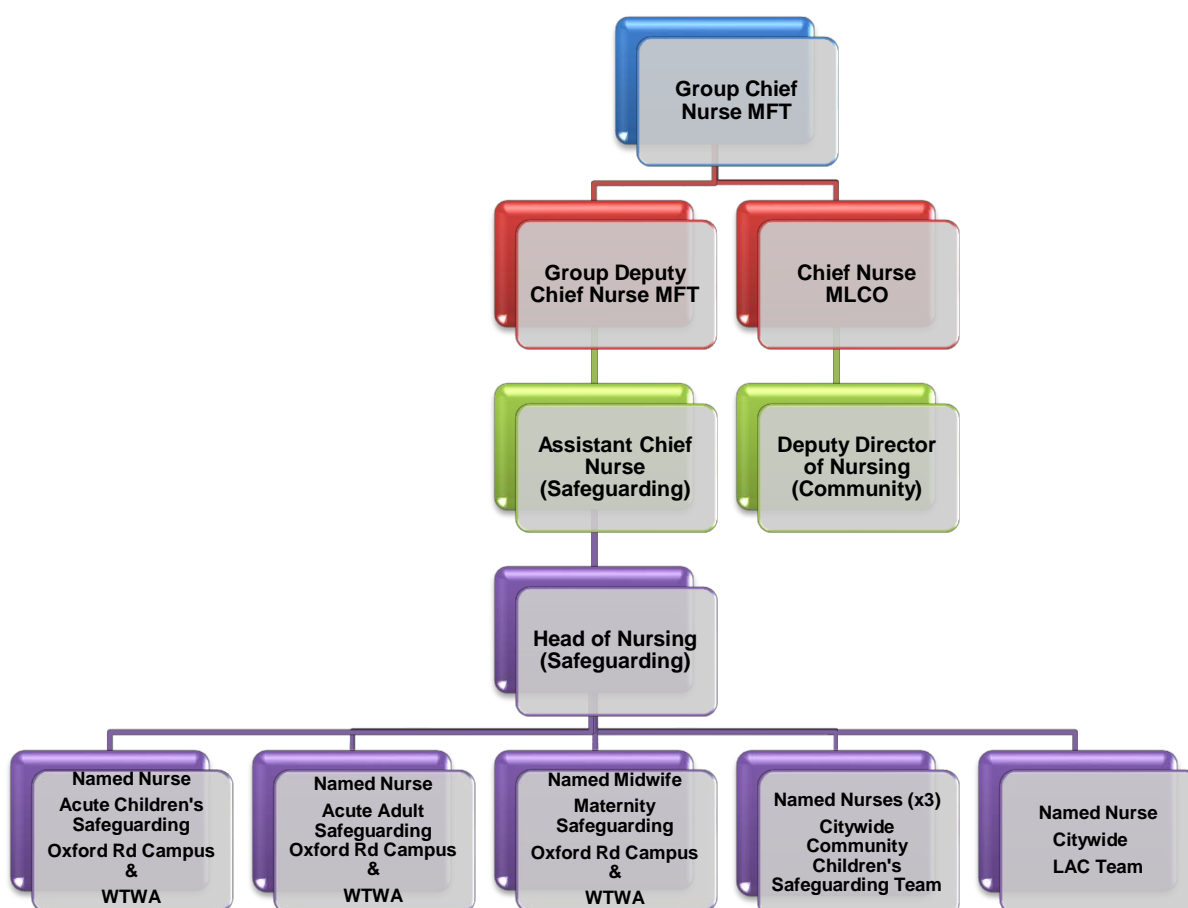 Group Chief
Nurse MFT
Group Deputy
Chief Nurse MFT
Chief Nurse
MLCO
Assistant Chief
Nurse
(Safeguarding)
Deputy Director
of Nursing
(Community)
Head of Nursing
(Safeguarding)
Named Nurse
Acute Children's
Safeguarding
Oxford Rd Campus
&
WTWA
Named Nurse
Acute Adult
Safeguarding
Oxford Rd Campus
&
WTWA
Named Midwife
Maternity
Safeguarding
Oxford Rd Campus
&
WTWA
Named Nurses (x3)
Citywide
Community
Children's
Safeguarding Team
Named Nurse
Citywide
LAC Team